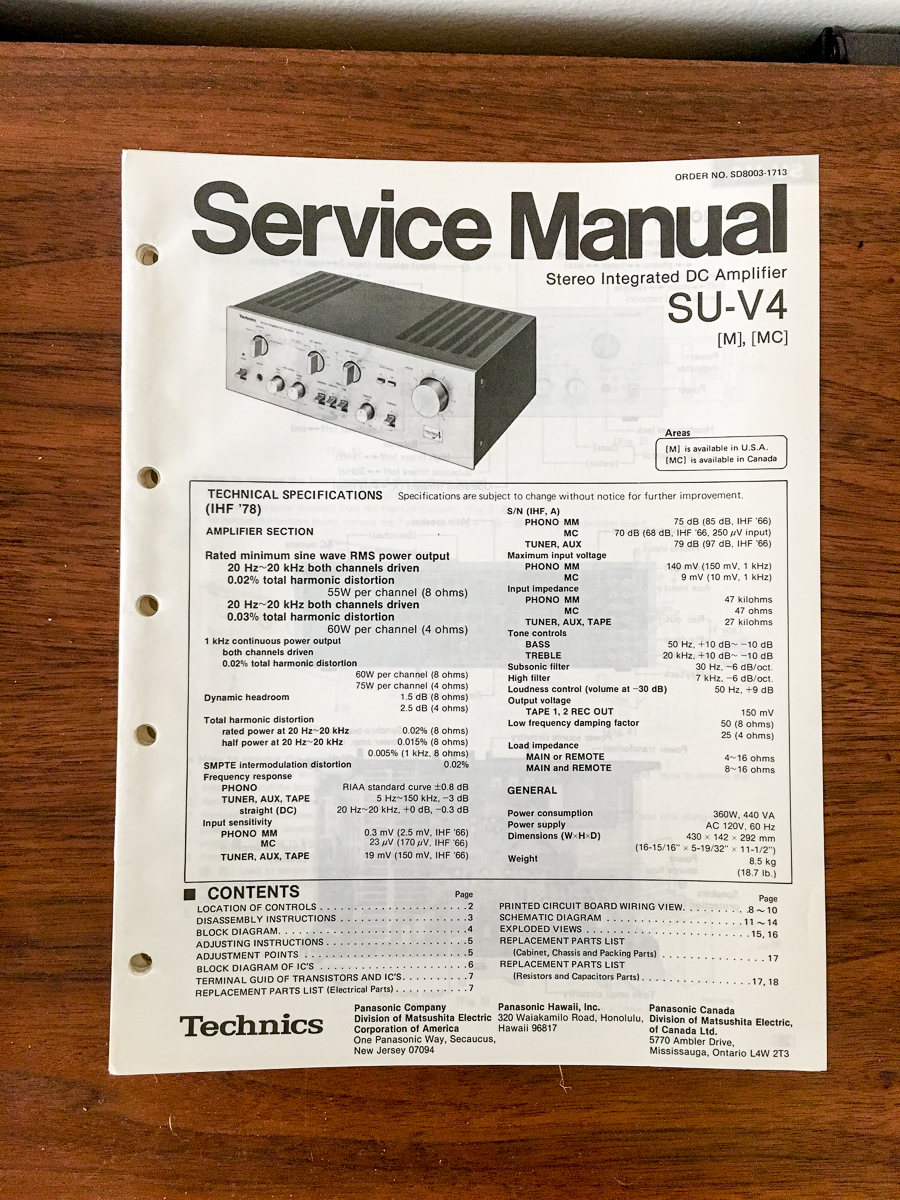 ORDER NO. SD8003-1713
Service Manual
Stereo Integrated DC Amplifier
SU-V4
[M], [MC]
Technics
Areas
[M] is available in U.S.A.
[MC] is available in Canada
TECHNICAL SPECIFICATIONS Specifications are subject to change without notice for further improvement.
(IHF '78)
AMPLIFIER SECTION
Rated minimum sine wave RMS power output
20 Hz~20 kHz both channels driven
0.02% total harmonic distortion
55W per channel (8 ohms)
20 Hz~20 kHz both channels driven
0.03% total harmonic distortion
60W per channel (4 ohms)
1 kHz continuous power output
both channels driven
0.02% total harmonic distortion
60W per channel (8 ohms)
75W per channel (4 ohms)
Dynamic headroom 1.5 dB (8 ohms)
2.5 dB (4 ohms)
Total harmonic distortion
rated power at 20 Hz~20 kHz 0.02% (8 ohms)
half power at 20 Hz~20 kHz 0.015% (8 ohms)
0.005% (1 kHz, 8 ohms)
SMPTE intermodulation distortion 0.02%
Frequency response
PHONO RIAA standard curve ±0.8 dB
TUNER, AUX, TAPE 5 Hz~150 kHz, −3 dB
straight (DC) 20 Hz~20 kHz, +0 dB, −0.3 dB
Input sensitivity
PHONO MM 0.3 mV (2.5 mV, IHF '66)
MC 23 μV (170 μV, IHF '66)
TUNER, AUX, TAPE 19 mV (150 mV, IHF '66)
S/N (IHF, A)
PHONO MM 75 dB (85 dB, IHF '66)
MC 70 dB (68 dB, IHF '66, 250 μV input)
TUNER, AUX 79 dB (97 dB, IHF '66)
Maximum input voltage
PHONO MM 140 mV (150 mV, 1 kHz)
MC 9 mV (10 mV, 1 kHz)
Input impedance
PHONO MM 47 kilohms
MC 47 ohms
TUNER, AUX, TAPE 27 kilohms
Tone controls
BASS 50 Hz, +10 dB~ −10 dB
TREBLE 20 kHz, +10 dB~ −10 dB
Subsonic filter 30 Hz, −6 dB/oct.
High filter 7 kHz, −6 dB/oct.
Loudness control (volume at −30 dB) 50 Hz, +9 dB
Output voltage
TAPE 1, 2 REC OUT 150 mV
Low frequency damping factor 50 (8 ohms)
25 (4 ohms)
Load impedance
MAIN or REMOTE 4~16 ohms
MAIN and REMOTE 8~16 ohms
GENERAL
Power consumption 360W, 440 VA
Power supply AC 120V, 60 Hz
Dimensions (W×H×D) 430 × 142 × 292 mm
(16-15/16" × 5-19/32" × 11-1/2")
Weight 8.5 kg
(18.7 lb.)
■ CONTENTS
Page
LOCATION OF CONTROLS . . . . . . . . . . 2
DISASSEMBLY INSTRUCTIONS . . . . . . . . . . 3
BLOCK DIAGRAM. . . . . . . . . . 4
ADJUSTING INSTRUCTIONS . . . . . . . . . . 5
ADJUSTMENT POINTS . . . . . . . . . . 5
BLOCK DIAGRAM OF IC'S . . . . . . . . . . 6
TERMINAL GUID OF TRANSISTORS AND IC'S. . . . . . . . . . 7
REPLACEMENT PARTS LIST (Electrical Parts) . . . . . . . . . . 7
Page
PRINTED CIRCUIT BOARD WIRING VIEW. . . . . . . . . . 8~10
SCHEMATIC DIAGRAM . . . . . . . . . . 11~14
EXPLODED VIEWS . . . . . . . . . . 15, 16
REPLACEMENT PARTS LIST
(Cabinet, Chassis and Packing Parts) . . . . . . . . . . 17
REPLACEMENT PARTS LIST
(Resistors and Capacitors Parts) . . . . . . . . . . 17, 18
Technics
Panasonic Company
Division of Matsushita Electric
Corporation of America
One Panasonic Way, Secaucus,
New Jersey 07094
Panasonic Hawaii, Inc.
320 Waiakamilo Road, Honolulu,
Hawaii 96817
Panasonic Canada
Division of Matsushita Electric,
of Canada Ltd.
5770 Ambler Drive,
Mississauga, Ontario L4W 2T3